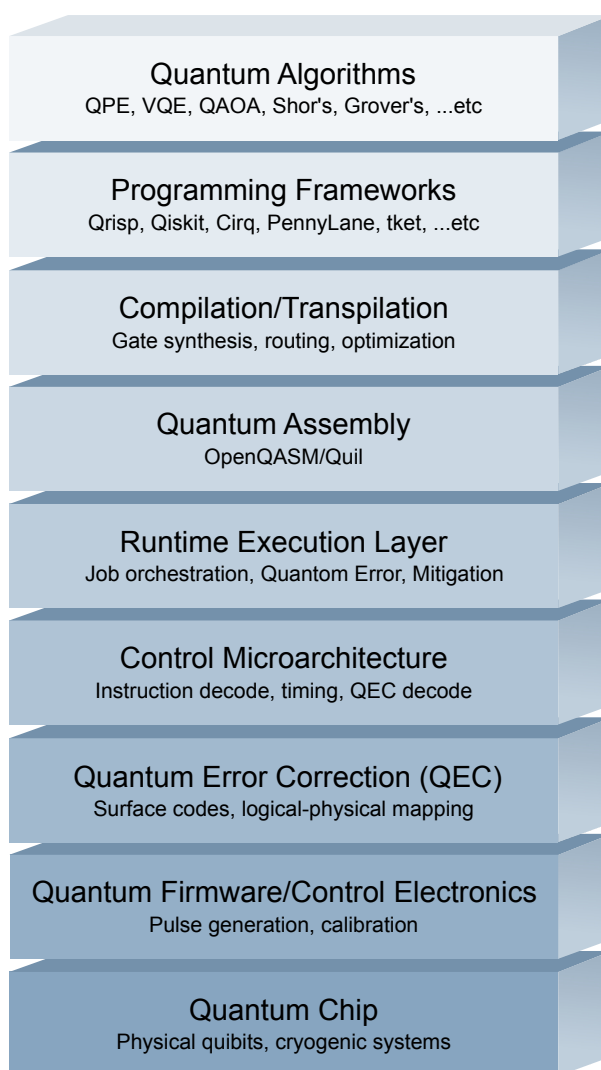 Quantum Algorithms
QPE, VQE, QAOA, Shor's, Grover's, ...etc
Programming Frameworks
Qrisp, Qiskit, Cirq, PennyLane, tket, ...etc
Compilation/Transpilation
Gate synthesis, routing, optimization
Quantum Assembly
OpenQASM/Quil
Runtime Execution Layer
Job orchestration, Quantom Error, Mitigation
Control Microarchitecture
Instruction decode, timing, QEC decode
Quantum Error Correction (QEC)
Surface codes, logical-physical mapping
Quantum Firmware/Control Electronics
Pulse generation, calibration
Quantum Chip
Physical quibits, cryogenic systems